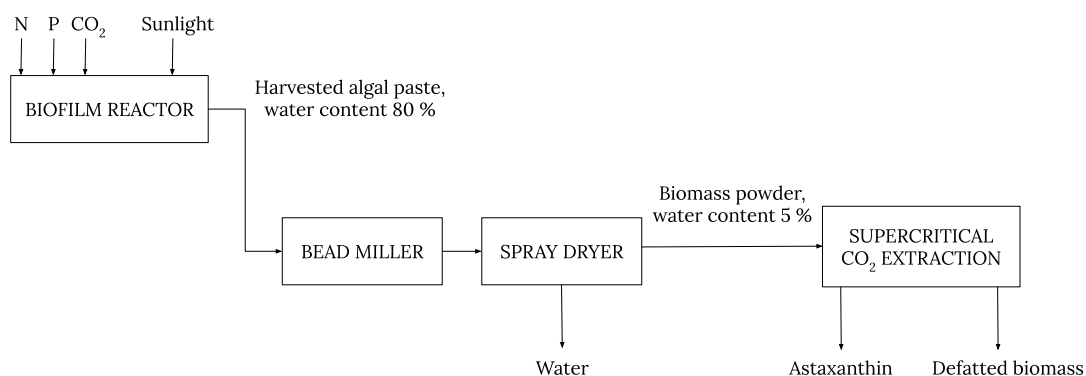 N P CO₂ Sunlight
BIOFILM REACTOR
Harvested algal paste,
water content 80 %
BEAD MILLER
SPRAY DRYER
Biomass powder,
water content 5 %
SUPERCRITICAL
CO₂ EXTRACTION
Water
Astaxanthin
Defatted biomass